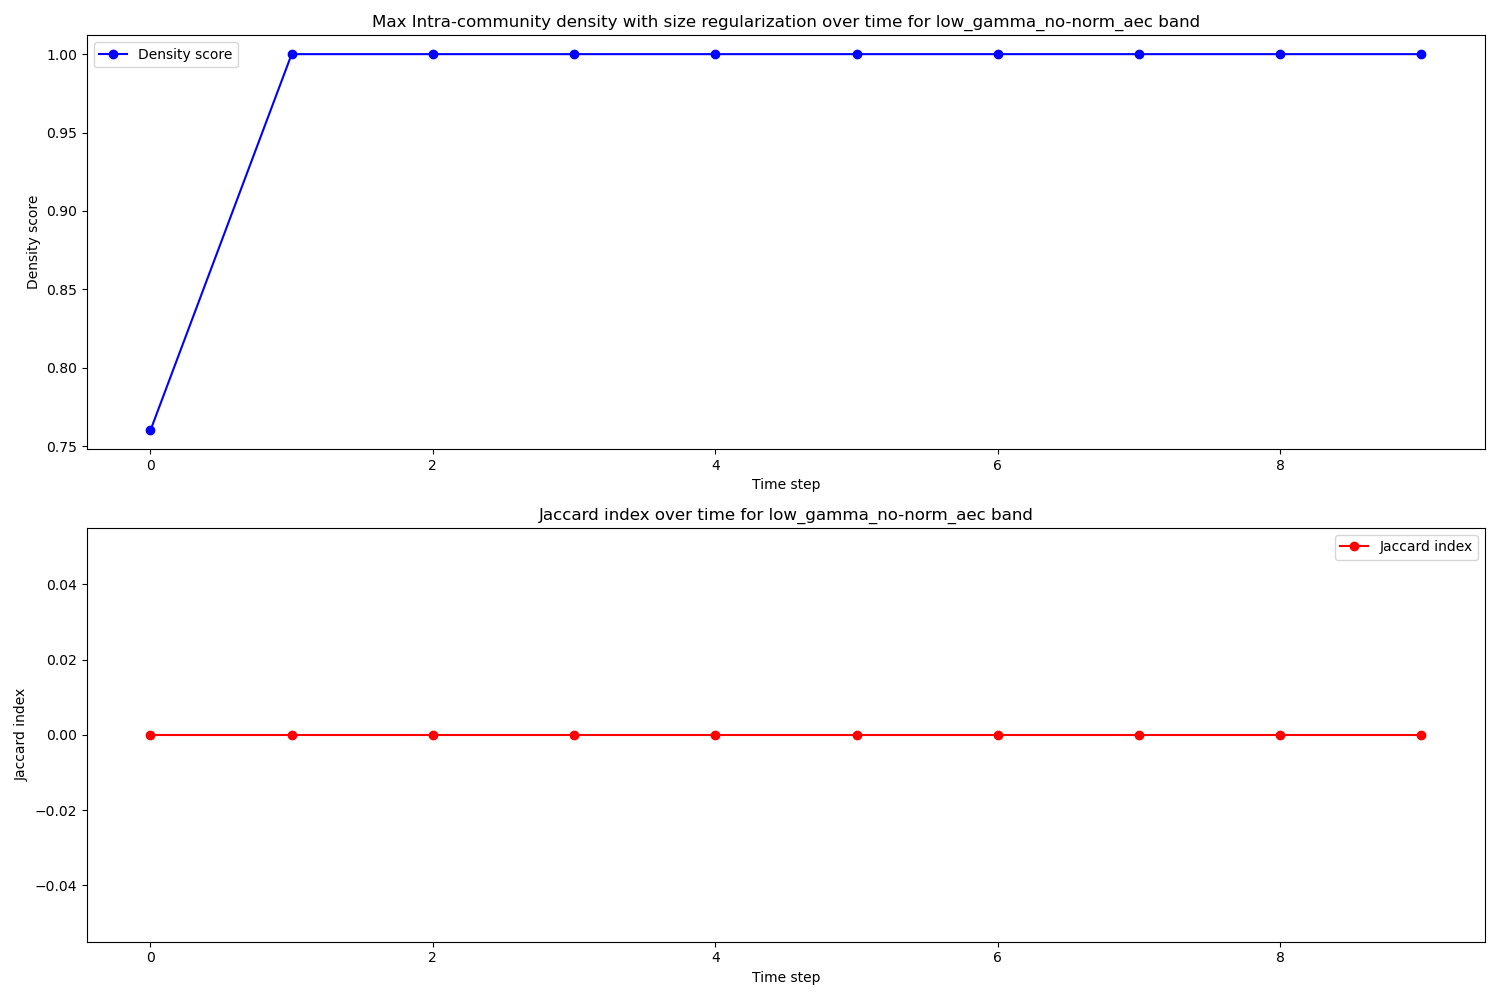 Max Intra-community density with size regularization over time for low_gamma_no-norm_aec band
Density score
1.00
0.95
0.90
0.85
0.80
0.75
Density score
0 2 4 6 8
Time step
Jaccard index over time for low_gamma_no-norm_aec band
Jaccard index
0.04
0.02
0.00
−0.02
−0.04
Jaccard index
0 2 4 6 8
Time step